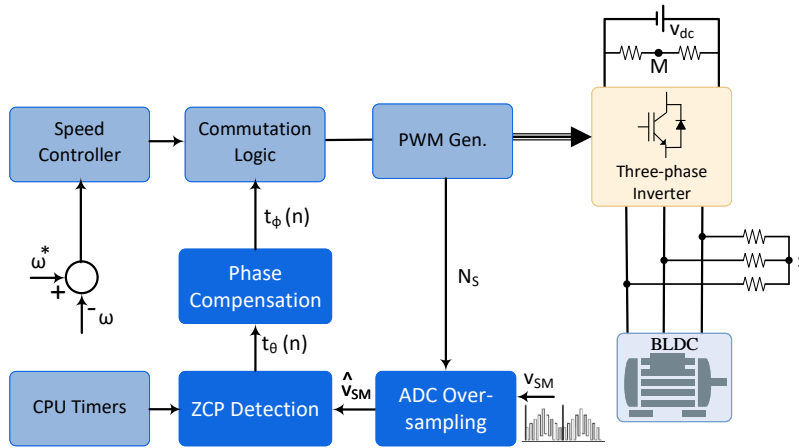 v_dc
M
Speed
Controller
Commutation
Logic
PWM Gen.
Three-phase
Inverter
t_ϕ (n)
ω*
+
- ω
Phase
Compensation
N_S
s
t_θ (n)
BLDC
CPU Timers
ZCP Detection
v̂_SM
ADC Over-
sampling
v_SM